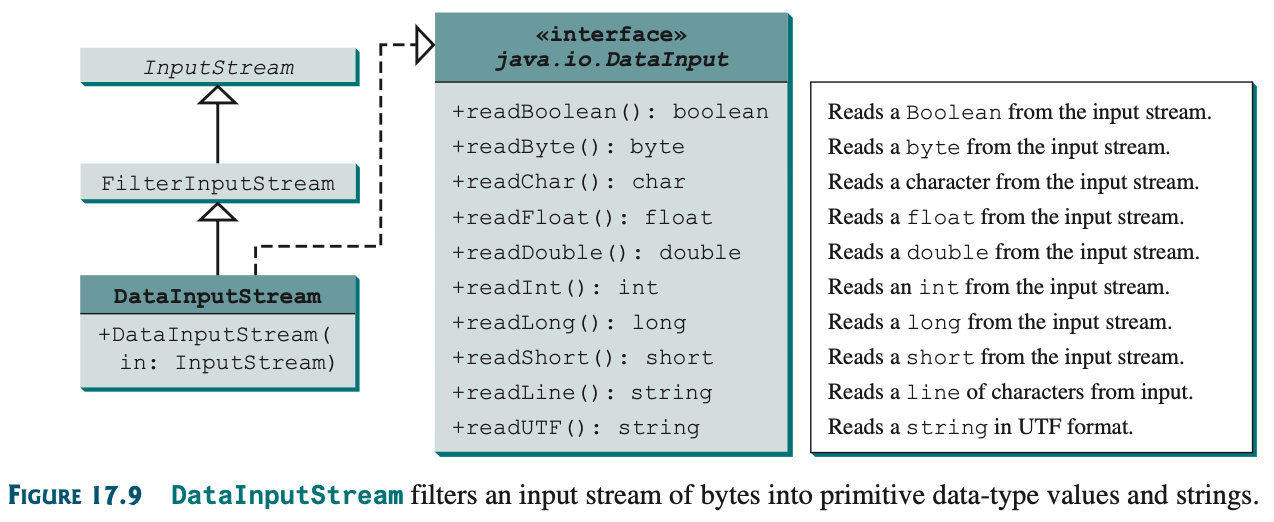 InputStream
FilterInputStream
DataInputStream
+DataInputStream(
in: InputStream)
«interface»
java.io.DataInput
+readBoolean(): boolean
+readByte(): byte
+readChar(): char
+readFloat(): float
+readDouble(): double
+readInt(): int
+readLong(): long
+readShort(): short
+readLine(): string
+readUTF(): string
Reads a Boolean from the input stream.
Reads a byte from the input stream.
Reads a character from the input stream.
Reads a float from the input stream.
Reads a double from the input stream.
Reads an int from the input stream.
Reads a long from the input stream.
Reads a short from the input stream.
Reads a line of characters from input.
Reads a string in UTF format.
FIGURE 17.9 DataInputStream filters an input stream of bytes into primitive data-type values and strings.